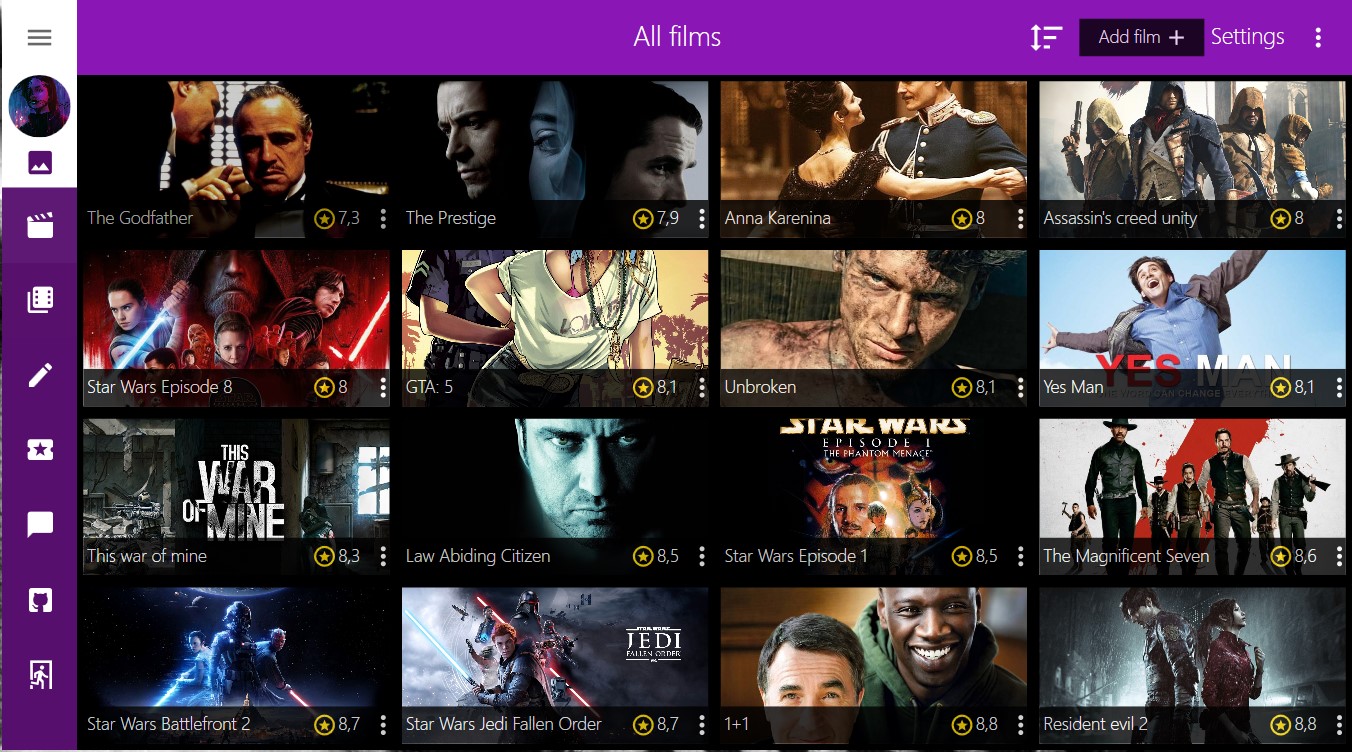 All films
Add film +
Settings
The Godfather 7,3
The Prestige 7,9
Anna Karenina 8
Assassin's creed unity 8
Star Wars Episode 8 8
GTA: 5 8,1
Unbroken 8,1
YES MAN
Yes Man 8,1
THIS
WAR
OF MINE
This war of mine 8,3
Law Abiding Citizen 8,5
STAR WARS
EPISODE I
THE PHANTOM MENACE
Star Wars Episode 1 8,5
The Magnificent Seven 8,6
Star Wars Battlefront 2 8,7
STAR WARS
JEDI
FALLEN ORDER
Star Wars Jedi Fallen Order 8,7
1+1 8,8
Resident evil 2 8,8